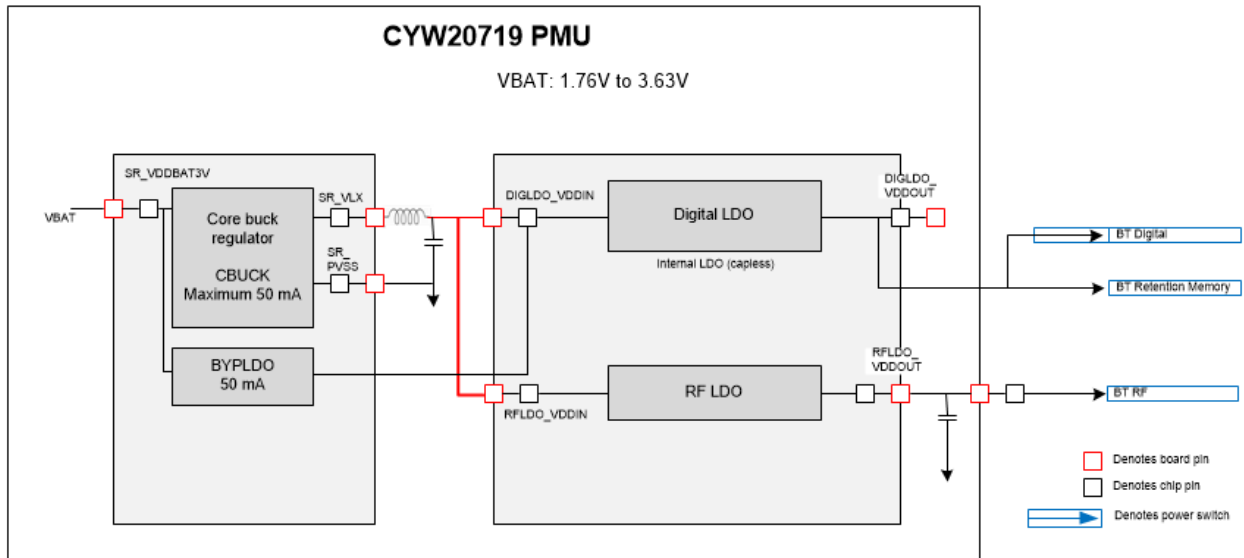 CYW20719 PMU
VBAT: 1.76V to 3.63V
SR_VDDBAT3V
VBAT
Core buck
regulator
CBUCK
Maximum 50 mA
SR_VLX
SR_
PVSS
BYPLDO
50 mA
DIGLDO_VDDIN
Digital LDO
Internal LDO (capless)
DIGLDO_
VDDOUT
BT Digital
BT Retention Memory
RFLDO_VDDIN
RF LDO
RFLDO_
VDDOUT
BT RF
Denotes board pin
Denotes chip pin
Denotes power switch